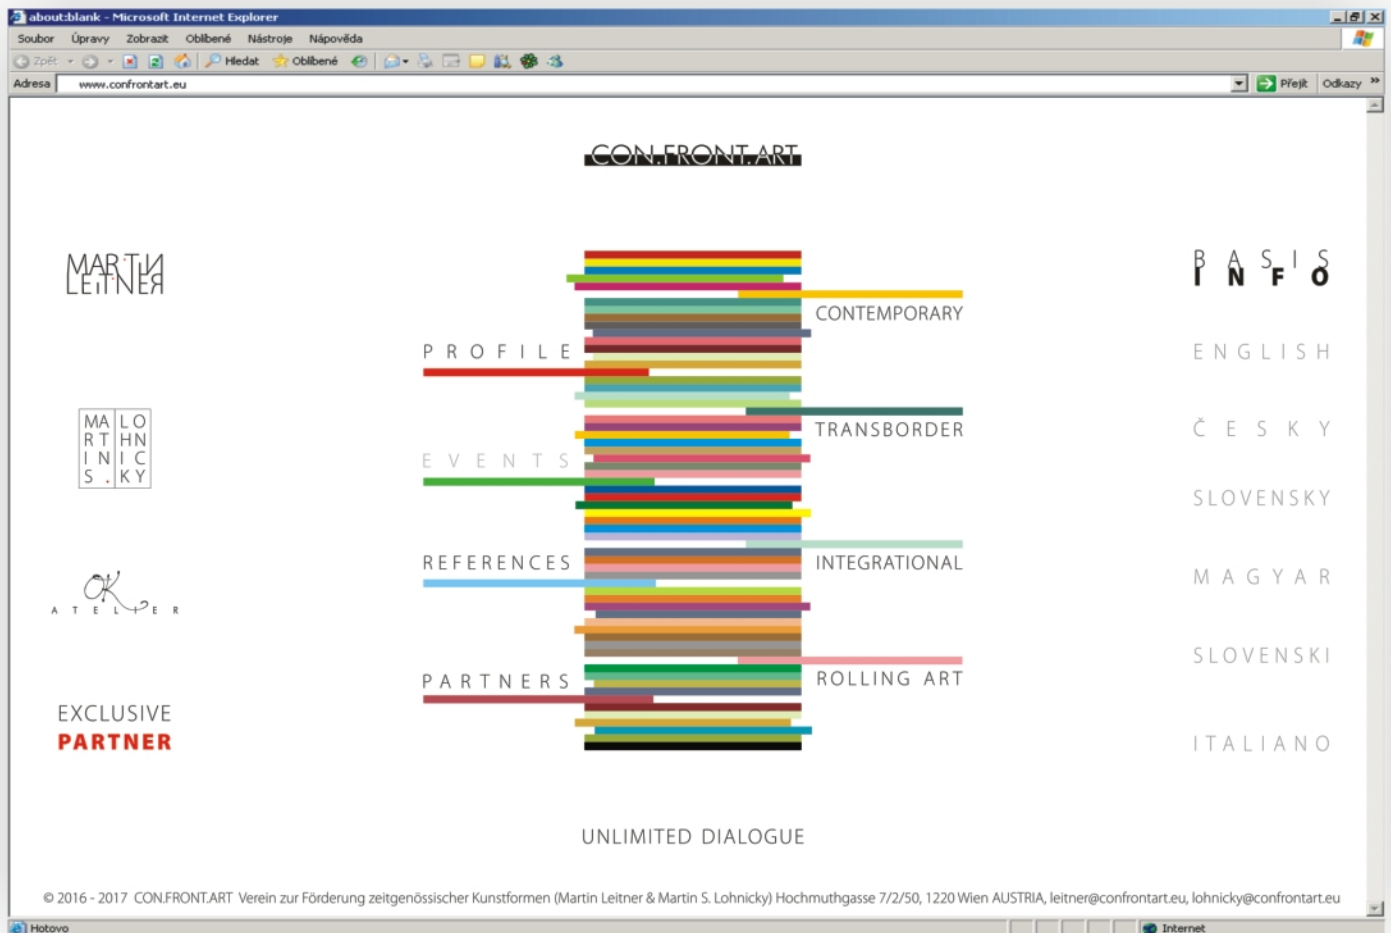 about:blank - Microsoft Internet Explorer
Soubor Úpravy Zobrazit Oblíbené Nástroje Nápověda
Zpět Hledat Oblíbené
Adresa www.confrontart.eu Přejít Odkazy »
CON.FRONT.ART
MARTIN
LEITNER
BASIS
INFO
CONTEMPORARY
PROFILE
ENGLISH
MA LO
RT HN
IN IC
S. KY
TRANSBORDER
ČESKY
EVENTS
SLOVENSKY
REFERENCES
INTEGRATIONAL
MAGYAR
OK
ATELIER
SLOVENSKI
PARTNERS
ROLLING ART
EXCLUSIVE
PARTNER
ITALIANO
UNLIMITED DIALOGUE
© 2016 - 2017 CON.FRONT.ART Verein zur Förderung zeitgenössischer Kunstformen (Martin Leitner & Martin S. Lohnicky) Hochmuthgasse 7/2/50, 1220 Wien AUSTRIA, leitner@confrontart.eu, lohnicky@confrontart.eu
Hotovo Internet